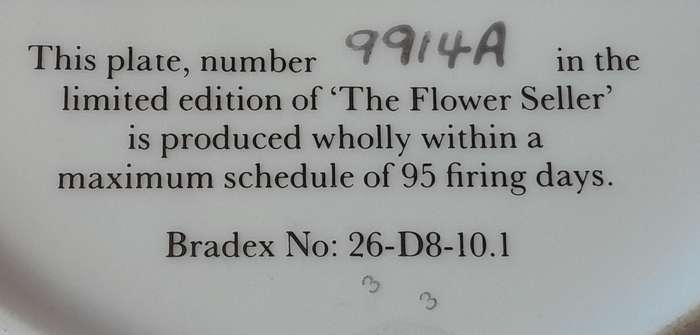 This plate, number 9914A in the
limited edition of ‘The Flower Seller’
is produced wholly within a
maximum schedule of 95 firing days.
Bradex No: 26-D8-10.1
3 3